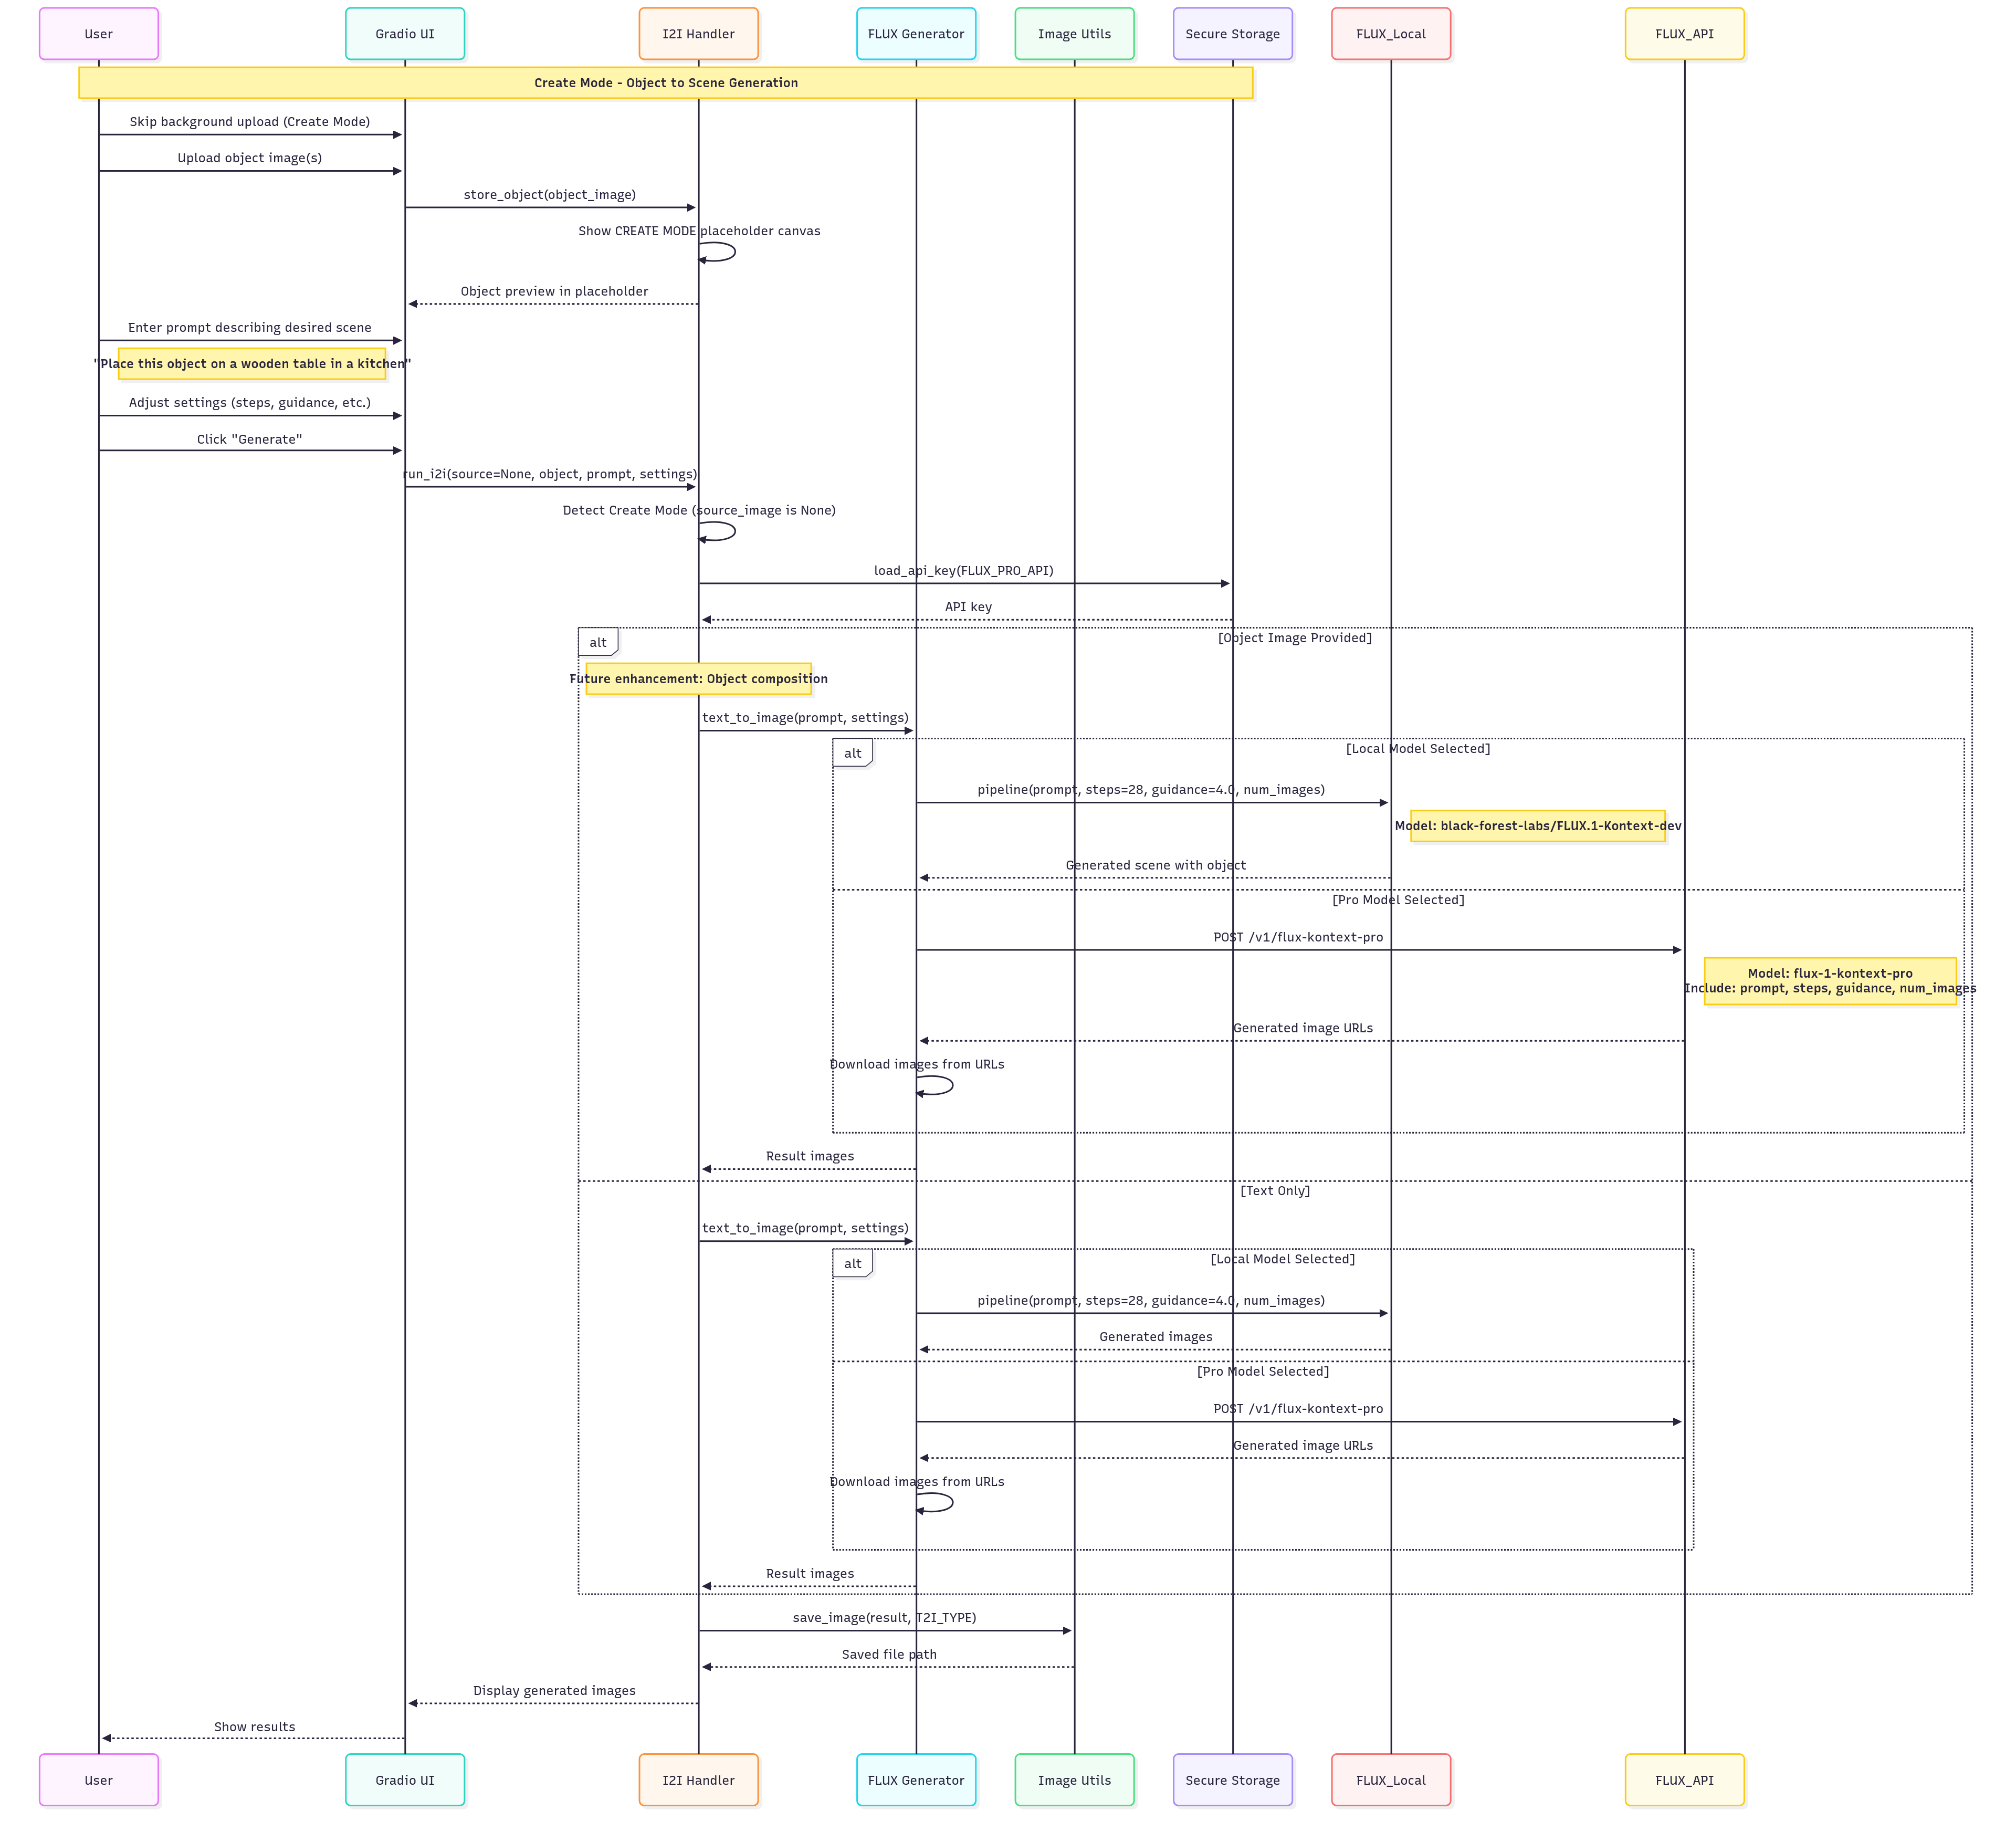 User
Gradio UI
I2I Handler
FLUX Generator
Image Utils
Secure Storage
FLUX_Local
FLUX_API
Create Mode - Object to Scene Generation
Skip background upload (Create Mode)
Upload object image(s)
store_object(object_image)
Show CREATE MODE placeholder canvas
Object preview in placeholder
Enter prompt describing desired scene
"Place this object on a wooden table in a kitchen"
Adjust settings (steps, guidance, etc.)
Click "Generate"
run_i2i(source=None, object, prompt, settings)
Detect Create Mode (source_image is None)
load_api_key(FLUX_PRO_API)
API key
alt
[Object Image Provided]
Future enhancement: Object composition
text_to_image(prompt, settings)
alt
[Local Model Selected]
pipeline(prompt, steps=28, guidance=4.0, num_images)
Model: black-forest-labs/FLUX.1-Kontext-dev
Generated scene with object
[Pro Model Selected]
POST /v1/flux-kontext-pro
Model: flux-1-kontext-pro
Include: prompt, steps, guidance, num_images
Generated image URLs
Download images from URLs
Result images
[Text Only]
text_to_image(prompt, settings)
alt
[Local Model Selected]
pipeline(prompt, steps=28, guidance=4.0, num_images)
Generated images
[Pro Model Selected]
POST /v1/flux-kontext-pro
Generated image URLs
Download images from URLs
Result images
save_image(result, T2I_TYPE)
Saved file path
Display generated images
Show results
User
Gradio UI
I2I Handler
FLUX Generator
Image Utils
Secure Storage
FLUX_Local
FLUX_API